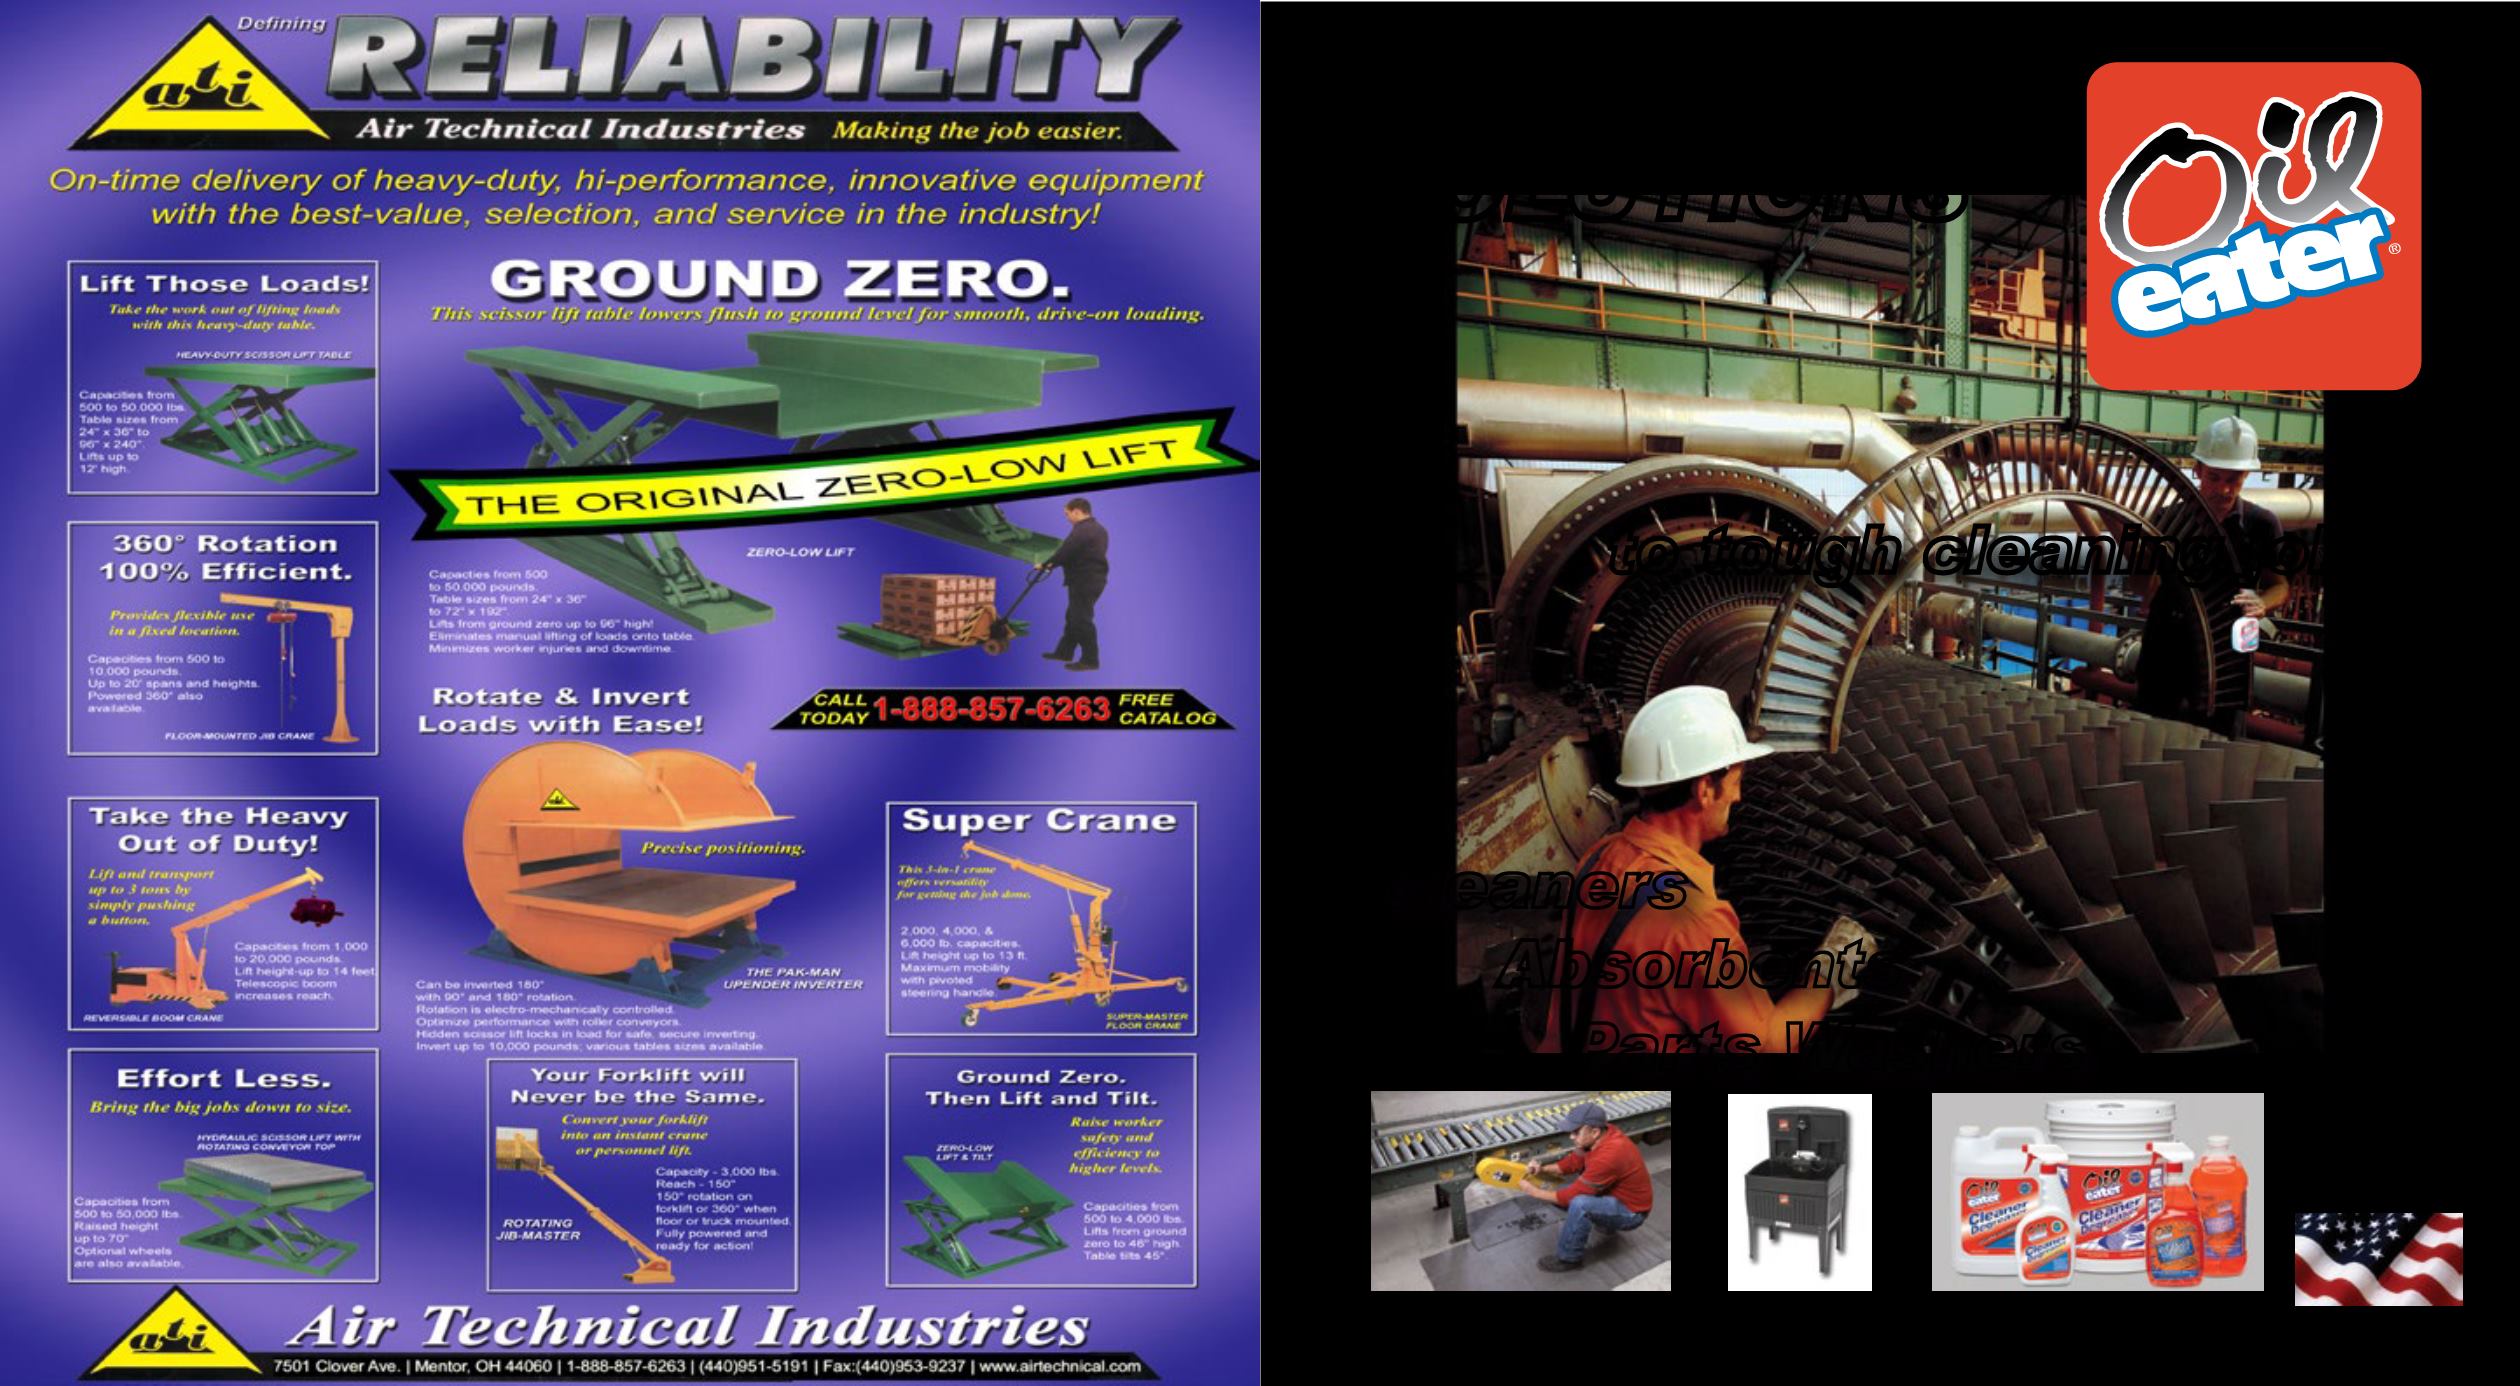 Defining
RELIABILITY
ati
Air Technical Industries Making the job easier.
On-time delivery of heavy-duty, hi-performance, innovative equipment
with the best-value, selection, and service in the industry!
Lift Those Loads!
Take the work out of lifting loads
with this heavy-duty table.
HEAVY-DUTY SCISSOR LIFT TABLE
Capacities from
500 to 50.000 lbs.
Table sizes from
24" x 36" to
96" x 240".
Lifts up to
12' high.
GROUND ZERO.
This scissor lift table lowers flush to ground level for smooth, drive-on loading.
THE ORIGINAL ZERO-LOW LIFT
ZERO-LOW LIFT
Capacties from 500
to 50.000 pounds.
Table sizes from 24" x 36"
to 72" x 192".
Lifts from ground zero up to 96" high!
Eliminates manual lifting of loads onto table.
Minimizes worker injuries and downtime.
360° Rotation
100% Efficient.
Provides flexible use
in a fixed location.
Capacities from 500 to
10.000 pounds.
Up to 20' spans and heights.
Powered 360° also
available.
FLOOR-MOUNTED JIB CRANE
CALL TODAY 1-888-857-6263 FREE CATALOG
Rotate & Invert
Loads with Ease!
Precise positioning.
THE PAK-MAN
UPENDER INVERTER
Can be inverted 180°
with 90° and 180° rotation.
Rotation is electro-mechanically controlled.
Optimize performance with roller conveyors.
Hidden scissor lift locks in load for safe, secure inverting.
Invert up to 10,000 pounds; various tables sizes available.
Take the Heavy
Out of Duty!
Lift and transport
up to 3 tons by
simply pushing
a button.
Capacities from 1,000
to 20,000 pounds.
Lift height-up to 14 feet.
Telescopic boom
increases reach.
REVERSIBLE BOOM CRANE
Super Crane
This 3-in-1 crane
offers versatility
for getting the job done.
2,000, 4,000, &
6,000 lb. capacities.
Lift height up to 13 ft.
Maximum mobility
with pivoted
steering handle.
SUPER-MASTER
FLOOR CRANE
Effort Less.
Bring the big jobs down to size.
HYDRAULIC SCISSOR LIFT WITH
ROTATING CONVEYOR TOP
Capacities from
500 to 50,000 lbs.
Raised height
up to 70"
Optional wheels
are also available.
Your Forklift will
Never be the Same.
Convert your forklift
into an instant crane
or personnel lift.
Capacity - 3,000 lbs.
Reach - 150"
150° rotation on
forklift or 360° when
floor or truck mounted.
Fully powered and
ready for action!
ROTATING
JIB-MASTER
Ground Zero.
Then Lift and Tilt.
Raise worker
safety and
efficiency to
higher levels.
ZERO-LOW
LIFT & TILT
Capacities from
500 to 4,000 lbs.
Lifts from ground
zero to 46" high.
Table tilts 45°.
ati
Air Technical Industries
7501 Clover Ave. | Mentor, OH 44060 | 1-888-857-6263 | (440)951-5191 | Fax:(440)953-9237 | www.airtechnical.com
Oil
eater®
to tough cleaning
Absorbent
Parts Washers
Oil eater
Cleaner
Degreaser
Oil eater
Cleaner
Degreaser